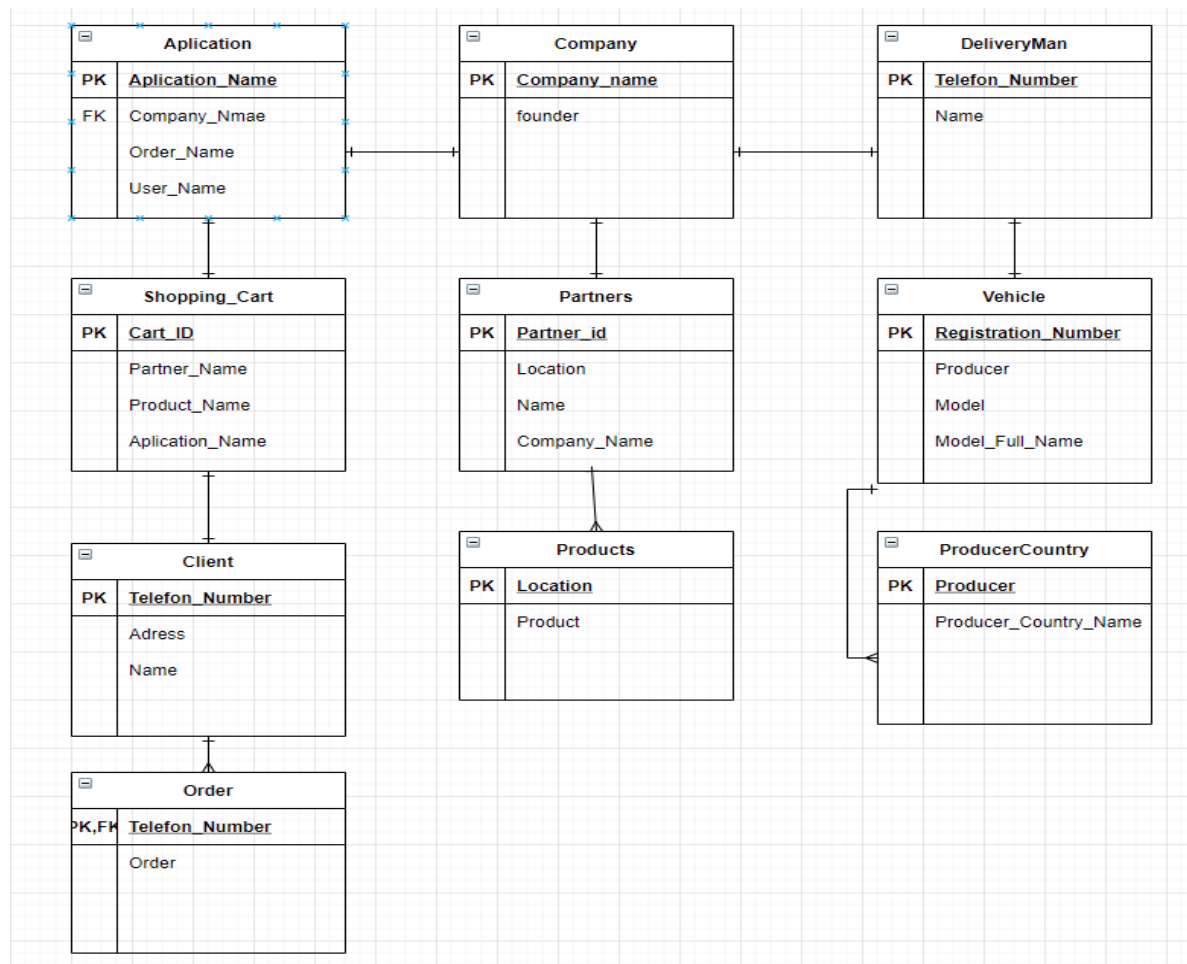 Aplication
PK Aplication_Name
FK Company_Nmae
Order_Name
User_Name
Company
PK Company_name
founder
DeliveryMan
PK Telefon_Number
Name
Shopping_Cart
PK Cart_ID
Partner_Name
Product_Name
Aplication_Name
Partners
PK Partner_id
Location
Name
Company_Name
Vehicle
PK Registration_Number
Producer
Model
Model_Full_Name
Client
PK Telefon_Number
Adress
Name
Products
PK Location
Product
ProducerCountry
PK Producer
Producer_Country_Name
Order
PK,FK Telefon_Number
Order